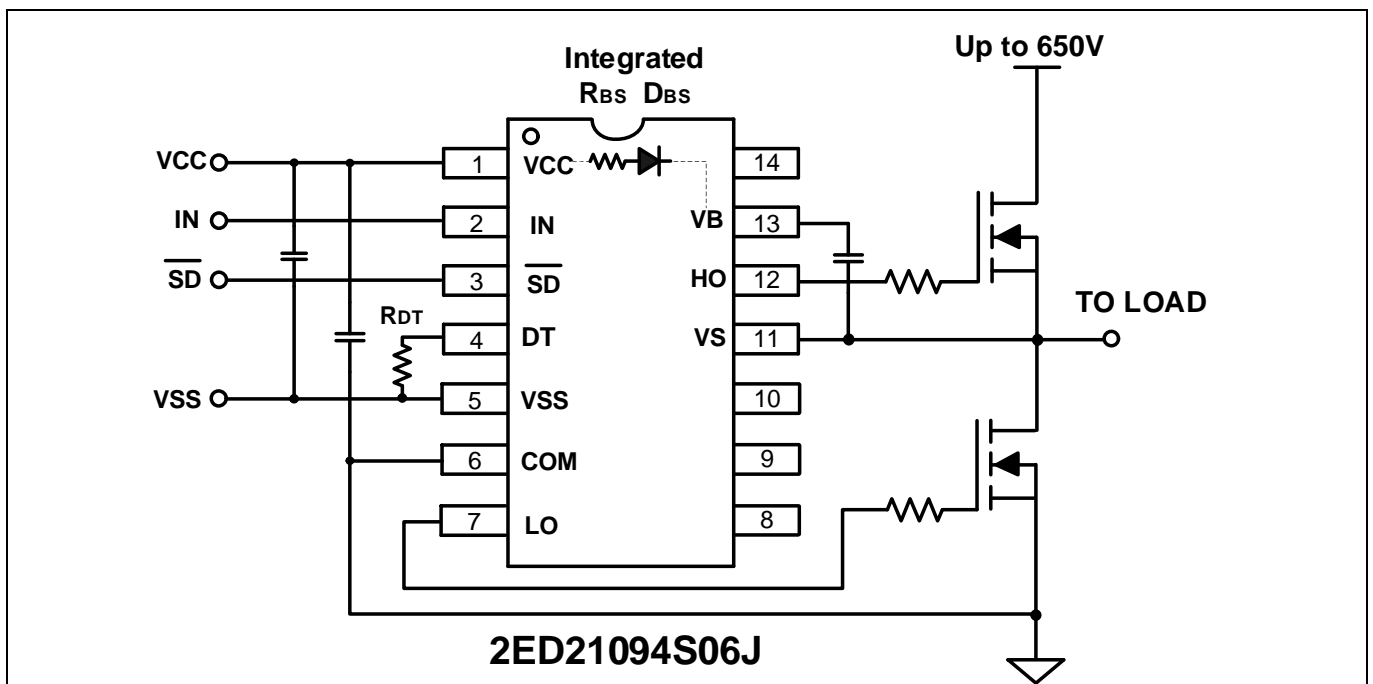 Up to 650V
Integrated
RBS DBS
VCC
1
VCC
14
IN
2
IN
VB
13
SD
3
SD
HO
12
TO LOAD
RDT
4
DT
VS
11
VSS
5
VSS
10
6
COM
9
7
LO
8
2ED21094S06J